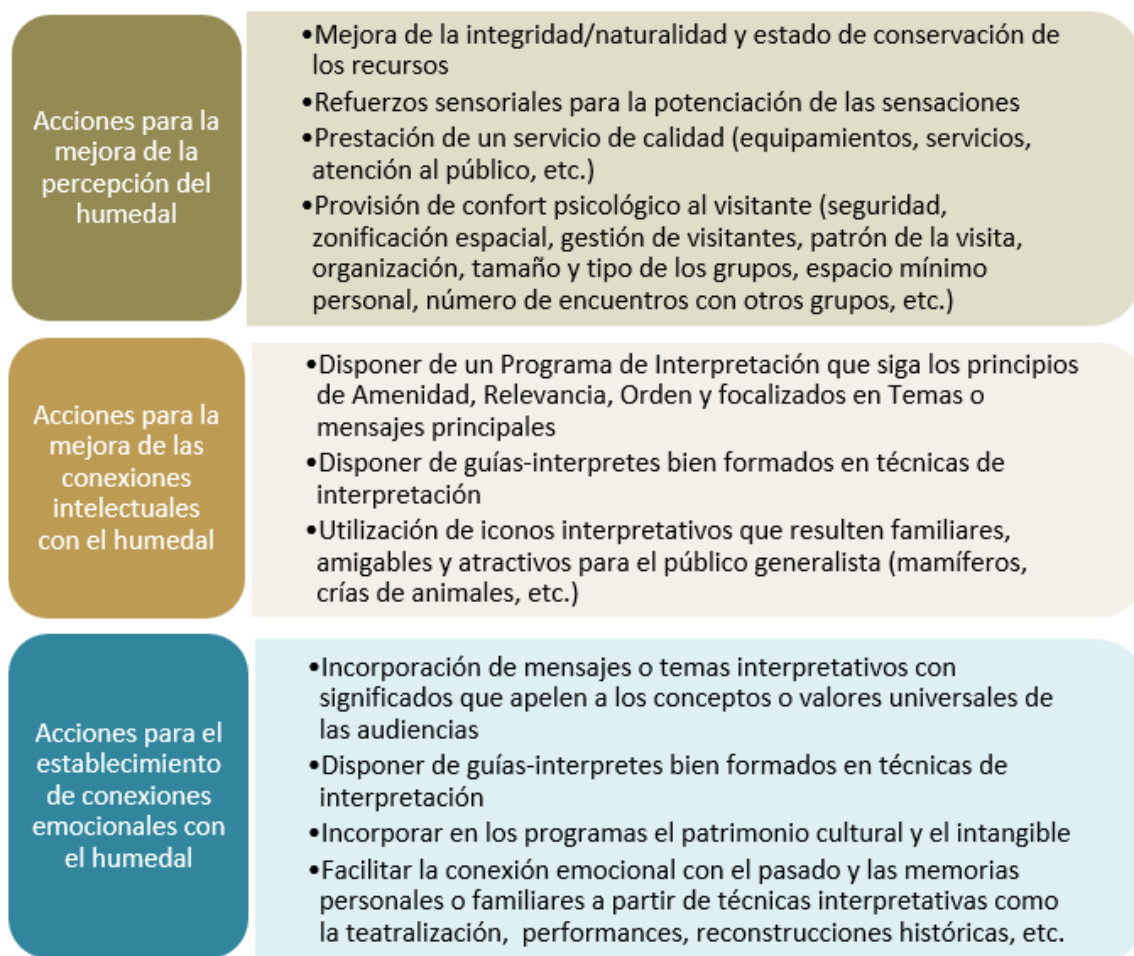 Acciones para la
mejora de la
percepción del
humedal
•Mejora de la integridad/naturalidad y estado de conservación de
los recursos
•Refuerzos sensoriales para la potenciación de las sensaciones
•Prestación de un servicio de calidad (equipamientos, servicios,
atención al público, etc.)
•Provisión de confort psicológico al visitante (seguridad,
zonificación espacial, gestión de visitantes, patrón de la visita,
organización, tamaño y tipo de los grupos, espacio mínimo
personal, número de encuentros con otros grupos, etc.)
Acciones para la
mejora de las
conexiones
intelectuales
con el humedal
•Disponer de un Programa de Interpretación que siga los principios
de Amenidad, Relevancia, Orden y focalizados en Temas o
mensajes principales
•Disponer de guías-interpretes bien formados en técnicas de
interpretación
•Utilización de iconos interpretativos que resulten familiares,
amigables y atractivos para el público generalista (mamíferos,
crías de animales, etc.)
Acciones para el
establecimiento
de conexiones
emocionales con
el humedal
•Incorporación de mensajes o temas interpretativos con
significados que apelen a los conceptos o valores universales de
las audiencias
•Disponer de guías-interpretes bien formados en técnicas de
interpretación
•Incorporar en los programas el patrimonio cultural y el intangible
•Facilitar la conexión emocional con el pasado y las memorias
personales o familiares a partir de técnicas interpretativas como
la teatralización, performances, reconstrucciones históricas, etc.